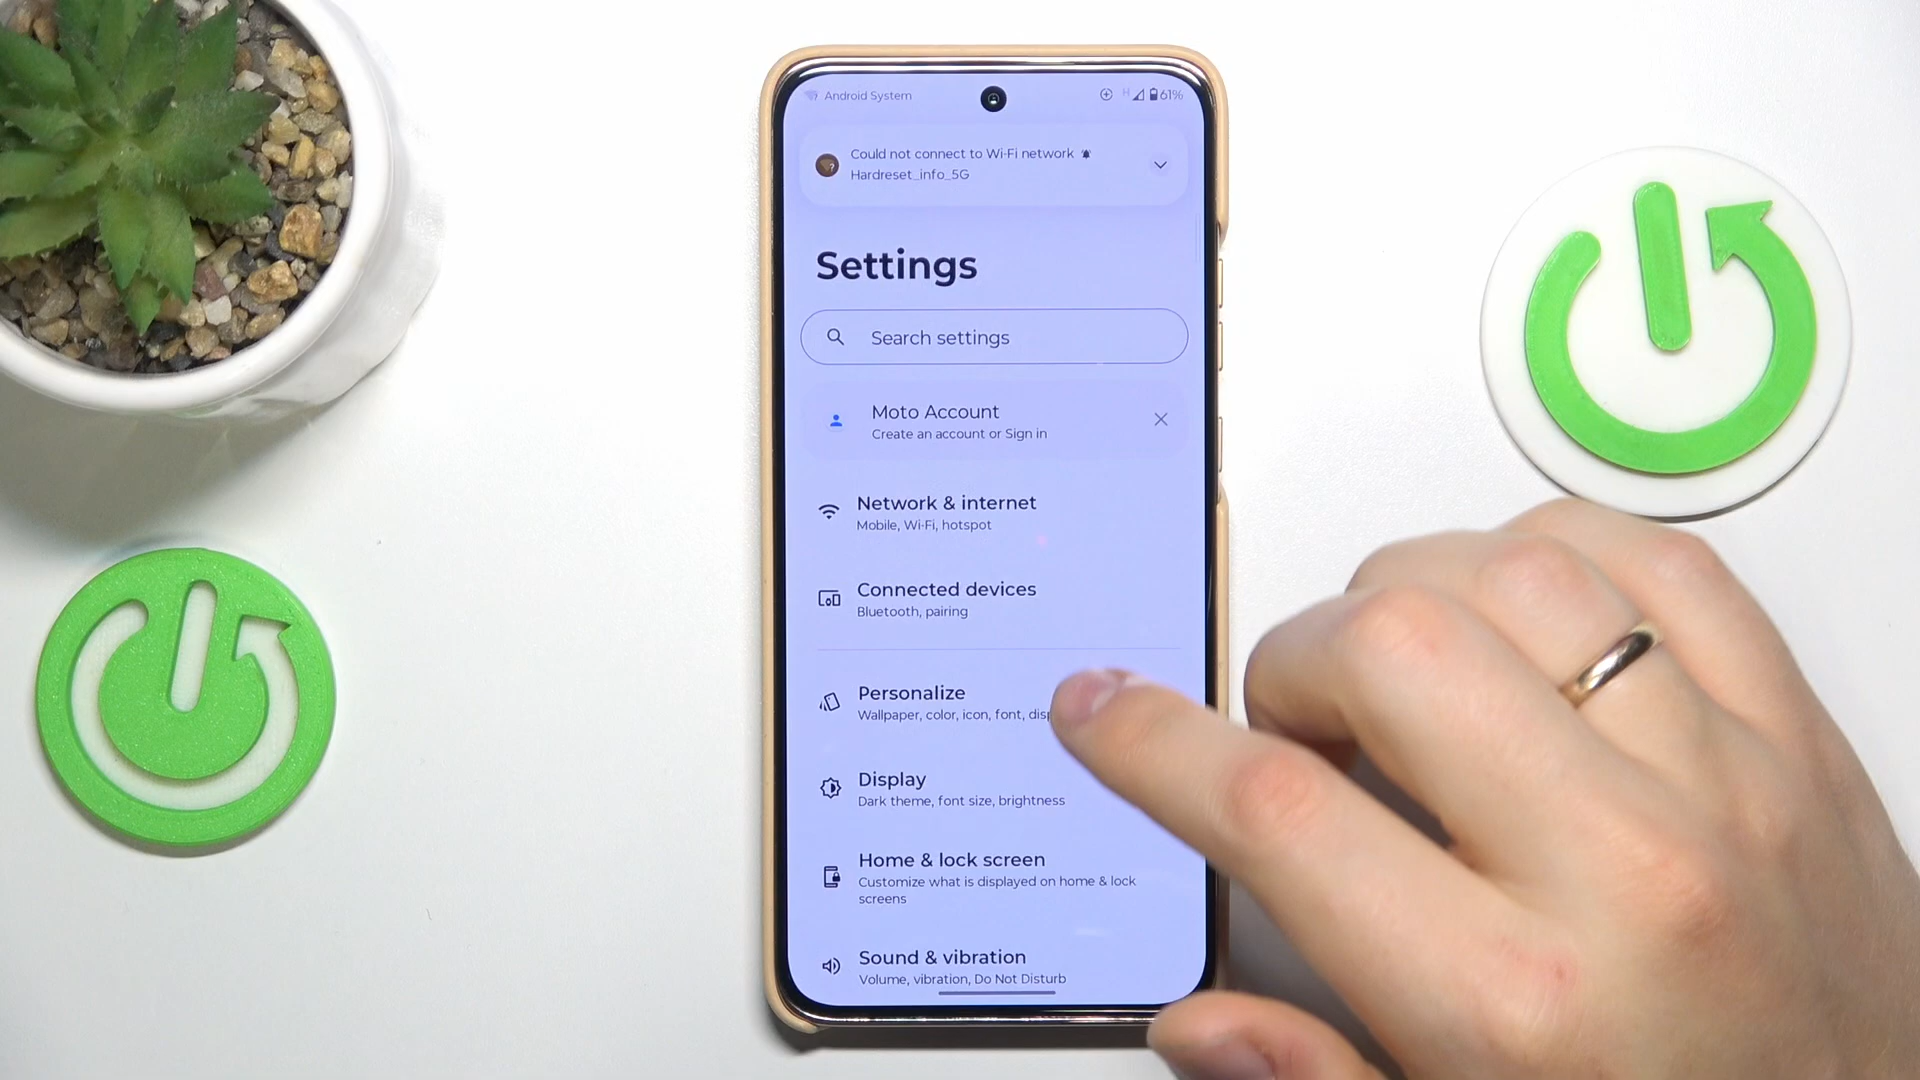 Android System
H 61%
Could not connect to Wi-Fi network
Hardreset_info_5G
Settings
Search settings
Moto Account
Create an account or Sign in
Network & internet
Mobile, Wi-Fi, hotspot
Connected devices
Bluetooth, pairing
Personalize
Wallpaper, color, icon, font,
Display
Dark theme, font size, brightness
Home & lock screen
Customize what is displayed on home & lock
screens
Sound & vibration
Volume, vibration, Do Not Disturb